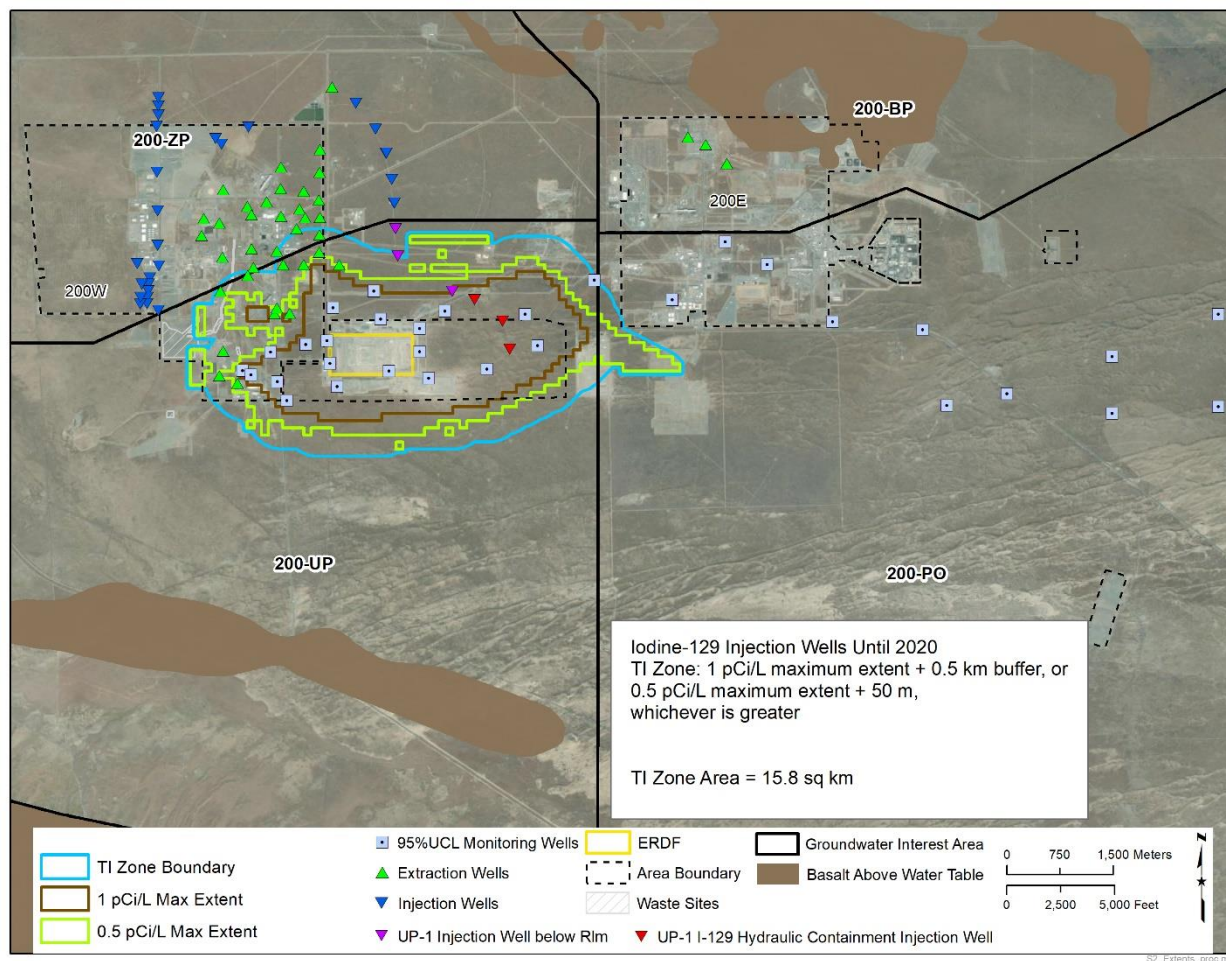 200-ZP
200-BP
200E
200W
200-UP
200-PO
Iodine-129 Injection Wells Until 2020
TI Zone: 1 pCi/L maximum extent + 0.5 km buffer, or
0.5 pCi/L maximum extent + 50 m,
whichever is greater
TI Zone Area = 15.8 sq km
TI Zone Boundary
1 pCi/L Max Extent
0.5 pCi/L Max Extent
95%UCL Monitoring Wells
Extraction Wells
Injection Wells
UP-1 Injection Well below Rlm
ERDF
Area Boundary
Waste Sites
UP-1 I-129 Hydraulic Containment Injection Well
Groundwater Interest Area
Basalt Above Water Table
0 750 1,500 Meters
0 2,500 5,000 Feet
N